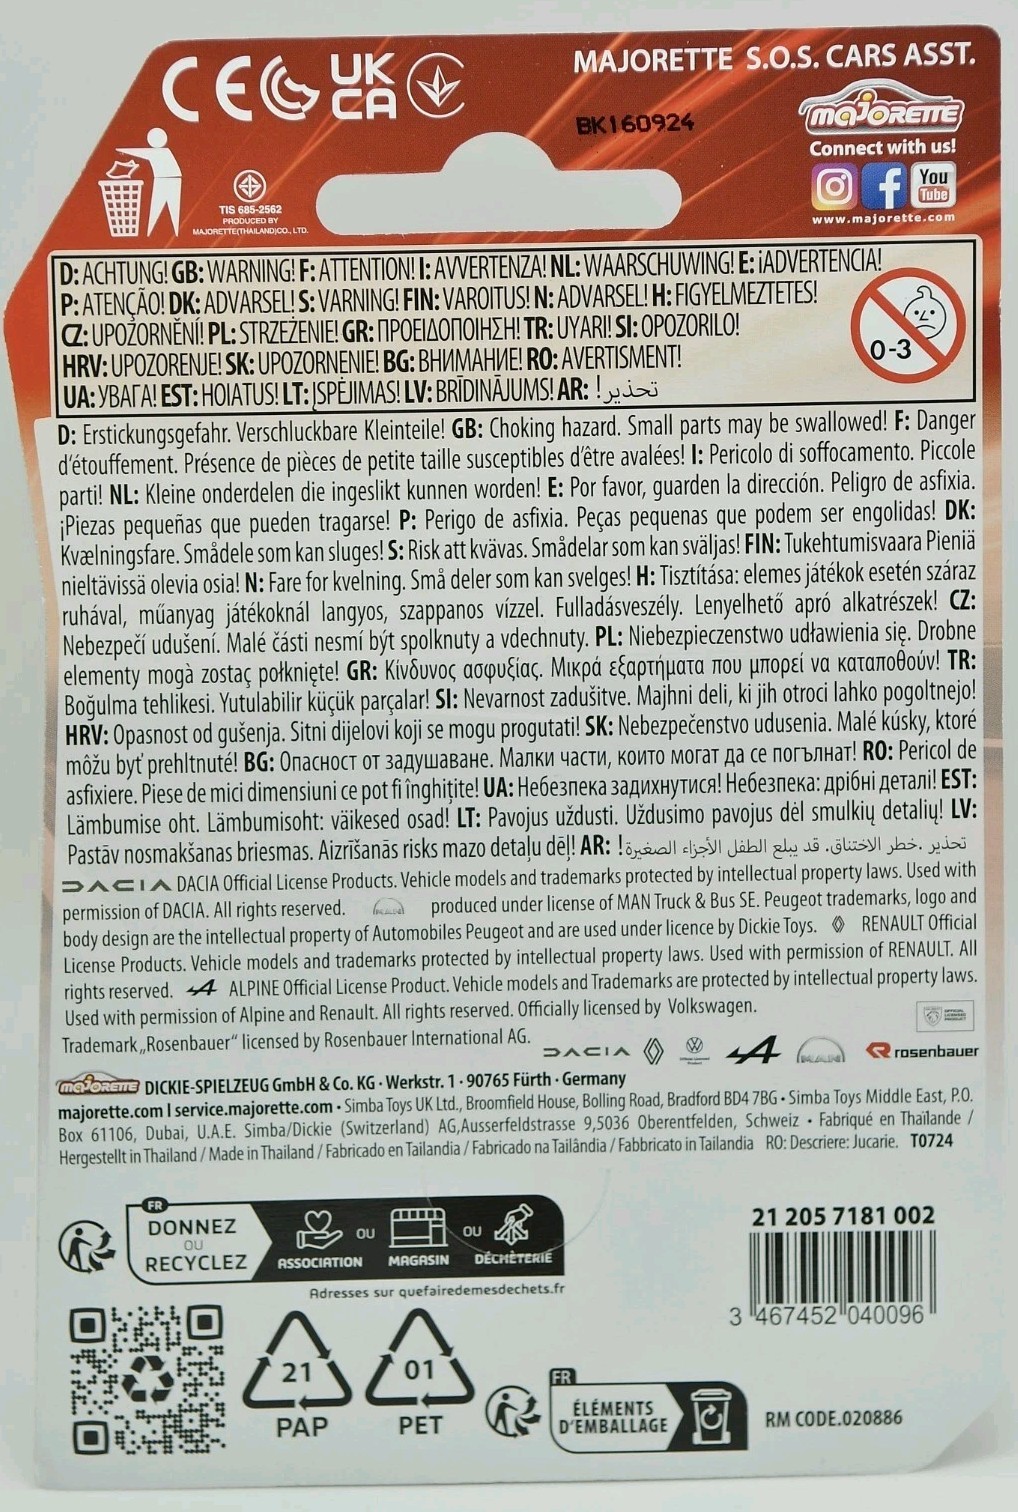 CE UK CA
MAJORETTE S.O.S. CARS ASST.
BK160924
MAJORETTE
Connect with us!
You Tube
www.majorette.com
TIS 685-2562
PRODUCED BY
MAJORETTE(THAILAND)CO., LTD.
D: ACHTUNG! GB: WARNING! F: ATTENTION! I: AVVERTENZA! NL: WAARSCHUWING! E: ¡ADVERTENCIA!
P: ATENÇÃO! DK: ADVARSEL! S: VARNING! FIN: VAROITUS! N: ADVARSEL! H: FIGYELMEZTETES!
CZ: UPOZORNĚNÍ! PL: STRZEŻENIE! GR: ΠΡΟΕΙΔΟΠΟΙΗΣΗ! TR: UYARI! SI: OPOZORILO!
HRV: UPOZORENJE! SK: UPOZORNENIE! BG: ВНИМАНИЕ! RO: AVERTISMENT!
UA: УВАГА! EST: HOIATUS! LT: ĮSPĖJIMAS! LV: BRĪDINĀJUMS! AR: تحذير!
0-3
D: Erstickungsgefahr. Verschluckbare Kleinteile! GB: Choking hazard. Small parts may be swallowed! F: Danger
d'étouffement. Présence de pièces de petite taille susceptibles d'être avalées! I: Pericolo di soffocamento. Piccole
parti! NL: Kleine onderdelen die ingeslikt kunnen worden! E: Por favor, guarden la dirección. Peligro de asfixia.
¡Piezas pequeñas que pueden tragarse! P: Perigo de asfixia. Peças pequenas que podem ser engolidas! DK:
Kvælningsfare. Smådele som kan sluges! S: Risk att kvävas. Smådelar som kan sväljas! FIN: Tukehtumisvaara Pieniä
nieltävissä olevia osia! N: Fare for kvelning. Små deler som kan svelges! H: Tisztítása: elemes játékok esetén száraz
ruhával, műanyag játékoknál langyos, szappanos vízzel. Fulladásveszély. Lenyelhető apró alkatrészek! CZ:
Nebezpečí udušení. Malé části nesmí být spolknuty a vdechnuty. PL: Niebezpieczenstwo udławienia się. Drobne
elementy mogà zostaç połknięte! GR: Κίνδυνος ασφυξίας. Μικρά εξαρτήματα που μπορεί να καταποθούν! TR:
Boğulma tehlikesi. Yutulabilir küçük parçalar! SI: Nevarnost zadušitve. Majhni deli, ki jih otroci lahko pogoltnejo!
HRV: Opasnost od gušenja. Sitni dijelovi koji se mogu progutati! SK: Nebezpečenstvo udusenia. Malé kúsky, ktoré
môžu byť prehltnuté! BG: Опасност от задушаване. Малки части, които могат да се погълнат! RO: Pericol de
asfixiere. Piese de mici dimensiuni ce pot fi înghițite! UA: Небезпека задихнутися! Небезпека: дрібні деталі! EST:
Lämbumise oht. Lämbumisoht: väikesed osad! LT: Pavojus uždusti. Uždusimo pavojus dėl smulkių detalių! LV:
Pastāv nosmakšanas briesmas. Aizrīšanās risks mazo detaļu dēļ! AR: تحذير. خطر الاختناق. قد يبلع الطفل الأجزاء الصغيرة!
DACIA DACIA Official License Products. Vehicle models and trademarks protected by intellectual property laws. Used with
permission of DACIA. All rights reserved. MAN produced under license of MAN Truck & Bus SE. Peugeot trademarks, logo and
body design are the intellectual property of Automobiles Peugeot and are used under licence by Dickie Toys. RENAULT Official
License Products. Vehicle models and trademarks protected by intellectual property laws. Used with permission of RENAULT. All
rights reserved. ALPINE Official License Product. Vehicle models and Trademarks are protected by intellectual property laws.
Used with permission of Alpine and Renault. All rights reserved. Officially licensed by Volkswagen.
OFFICIAL LICENSED PRODUCT
Trademark „Rosenbauer" licensed by Rosenbauer International AG.
DACIA MAN rosenbauer
MAJORETTE DICKIE-SPIELZEUG GmbH & Co. KG · Werkstr. 1 · 90765 Fürth · Germany
majorette.com I service.majorette.com • Simba Toys UK Ltd., Broomfield House, Bolling Road, Bradford BD4 7BG • Simba Toys Middle East, P.O.
Box 61106, Dubai, U.A.E. Simba/Dickie (Switzerland) AG,Ausserfeldstrasse 9,5036 Oberentfelden, Schweiz • Fabriqué en Thaïlande /
Hergestellt in Thailand / Made in Thailand / Fabricado en Tailandia / Fabricado na Tailândia / Fabbricato in Tailandia RO: Descriere: Jucarie. T0724
FR
DONNEZ
OU
RECYCLEZ
ASSOCIATION OU MAGASIN OU DÉCHÈTERIE
Adresses sur quefairedemesdechets.fr
21 205 7181 002
3 467452 040096
21
PAP
01
PET
FR
ÉLÉMENTS
D'EMBALLAGE
RM CODE.020886